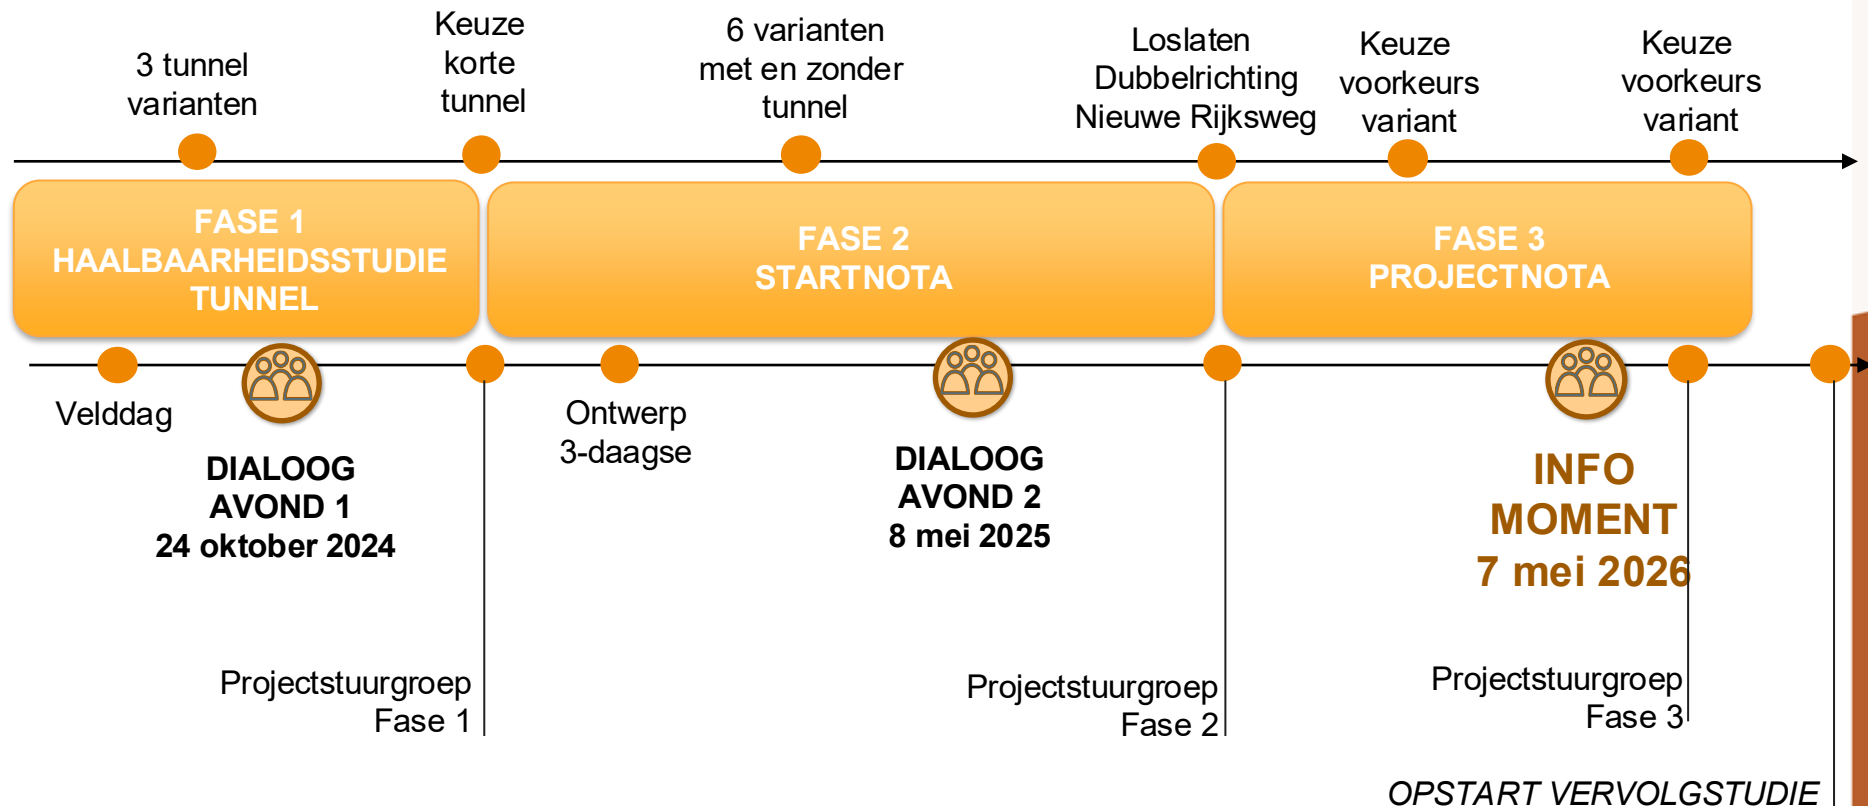 3 tunnel
varianten
Keuze
korte
tunnel
6 varianten
met en zonder
tunnel
Loslaten
Dubbelrichting
Nieuwe Rijksweg
Keuze
voorkeurs
variant
Keuze
voorkeurs
variant
FASE 1
HAALBAARHEIDSSTUDIE
TUNNEL
FASE 2
STARTNOTA
FASE 3
PROJECTNOTA
Velddag
DIALOOG
AVOND 1
24 oktober 2024
Ontwerp
3-daagse
DIALOOG
AVOND 2
8 mei 2025
INFO
MOMENT
7 mei 2026
Projectstuurgroep
Fase 1
Projectstuurgroep
Fase 2
Projectstuurgroep
Fase 3
OPSTART VERVOLGSTUDIE